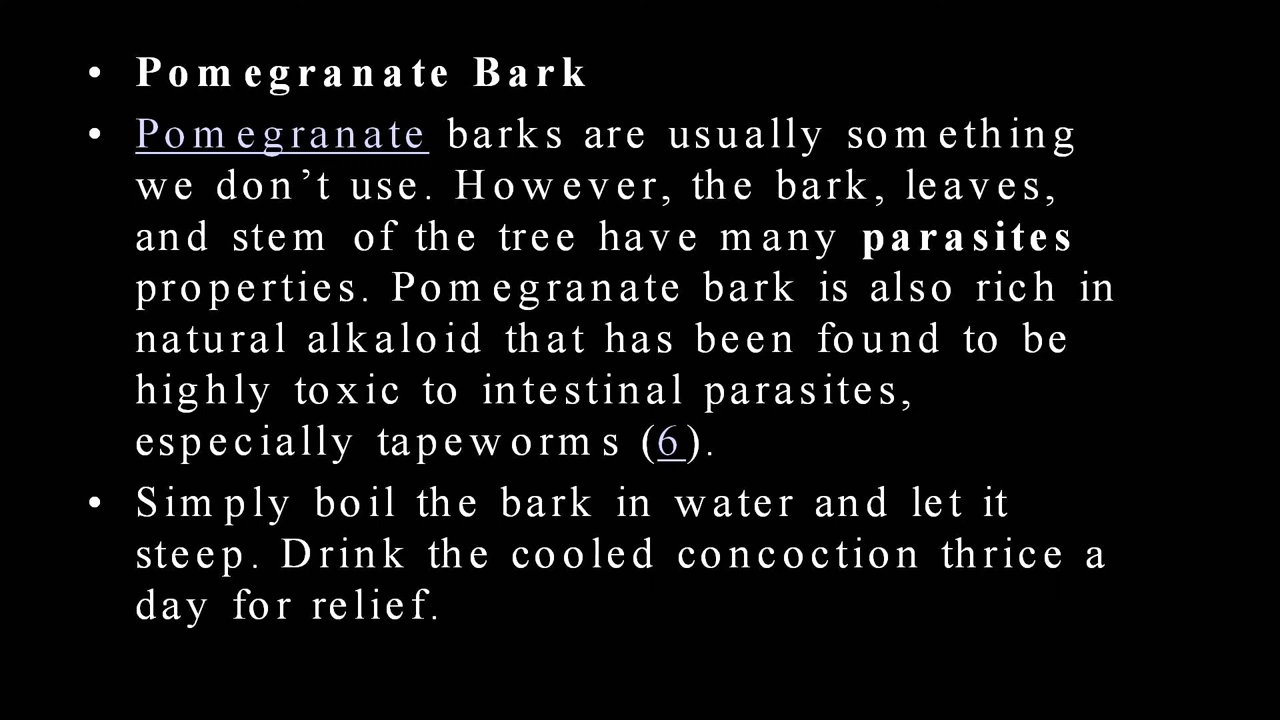 • Pomegranate Bark
• Pomegranate barks are usually something
we don’t use. However, the bark, leaves,
and stem of the tree have many parasites
properties. Pomegranate bark is also rich in
natural alkaloid that has been found to be
highly toxic to intestinal parasites,
especially tapeworms (6).
• Simply boil the bark in water and let it
steep. Drink the cooled concoction thrice a
day for relief.